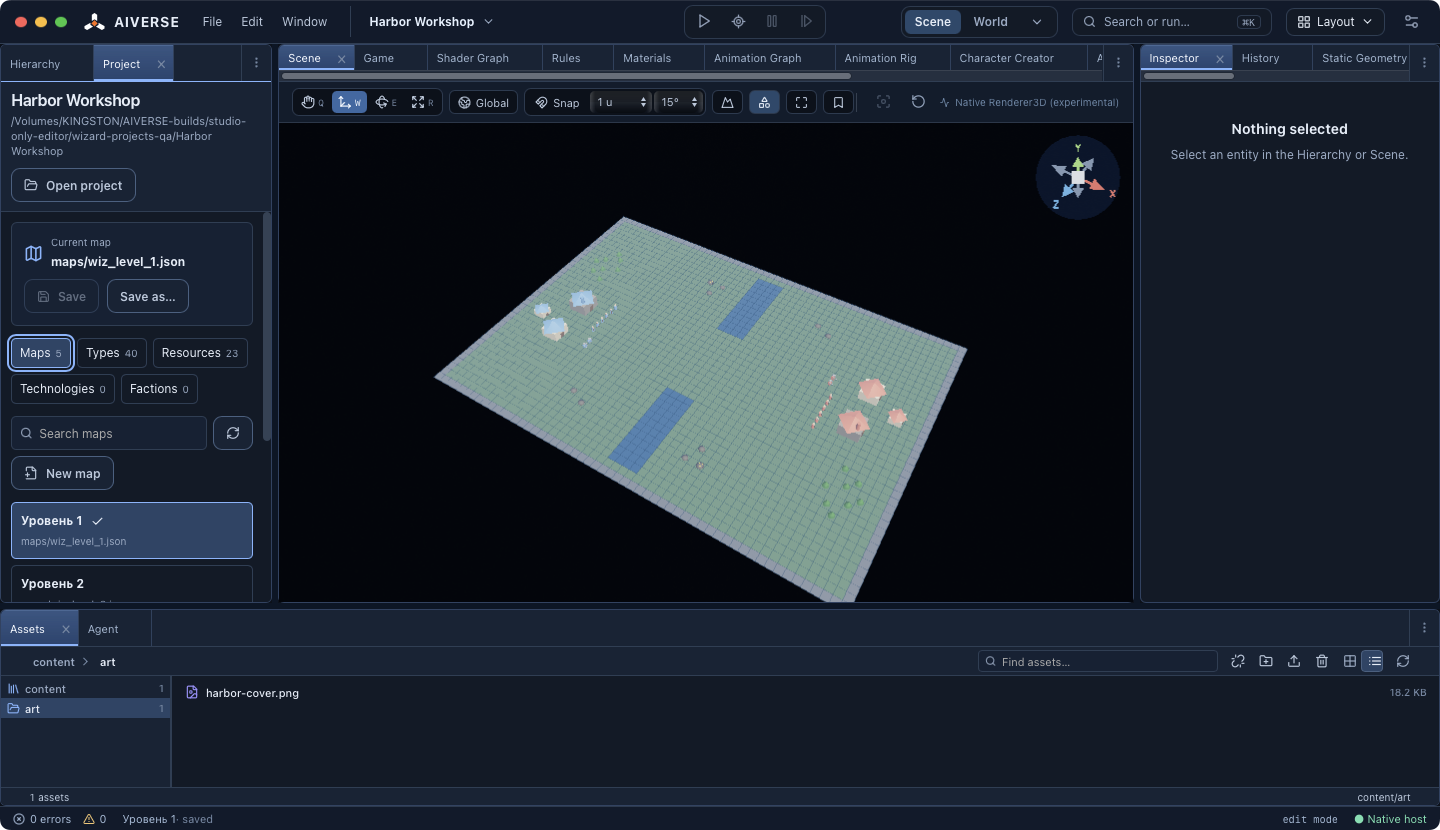 AIVERSE File Edit Window Harbor Workshop Scene World Search or run... ⌘K Layout
Hierarchy Project
Scene Game Shader Graph Rules Materials Animation Graph Animation Rig Character Creator
Inspector History Static Geometry
Harbor Workshop
/Volumes/KINGSTON/AIVERSE-builds/studio-
only-editor/wizard-projects-qa/Harbor
Workshop
Open project
Q W E R Global Snap 1 u 15° Native Renderer3D (experimental)
Y
X
Z
Nothing selected
Select an entity in the Hierarchy or Scene.
Current map
maps/wiz_level_1.json
Save Save as...
Maps 5 Types 40 Resources 23
Technologies 0 Factions 0
Search maps
New map
Уровень 1
maps/wiz_level_1.json
Уровень 2
Assets Agent
content > art
Find assets...
content 1
art 1
harbor-cover.png 18.2 KB
1 assets content/art
0 errors 0 Уровень 1· saved edit mode Native host